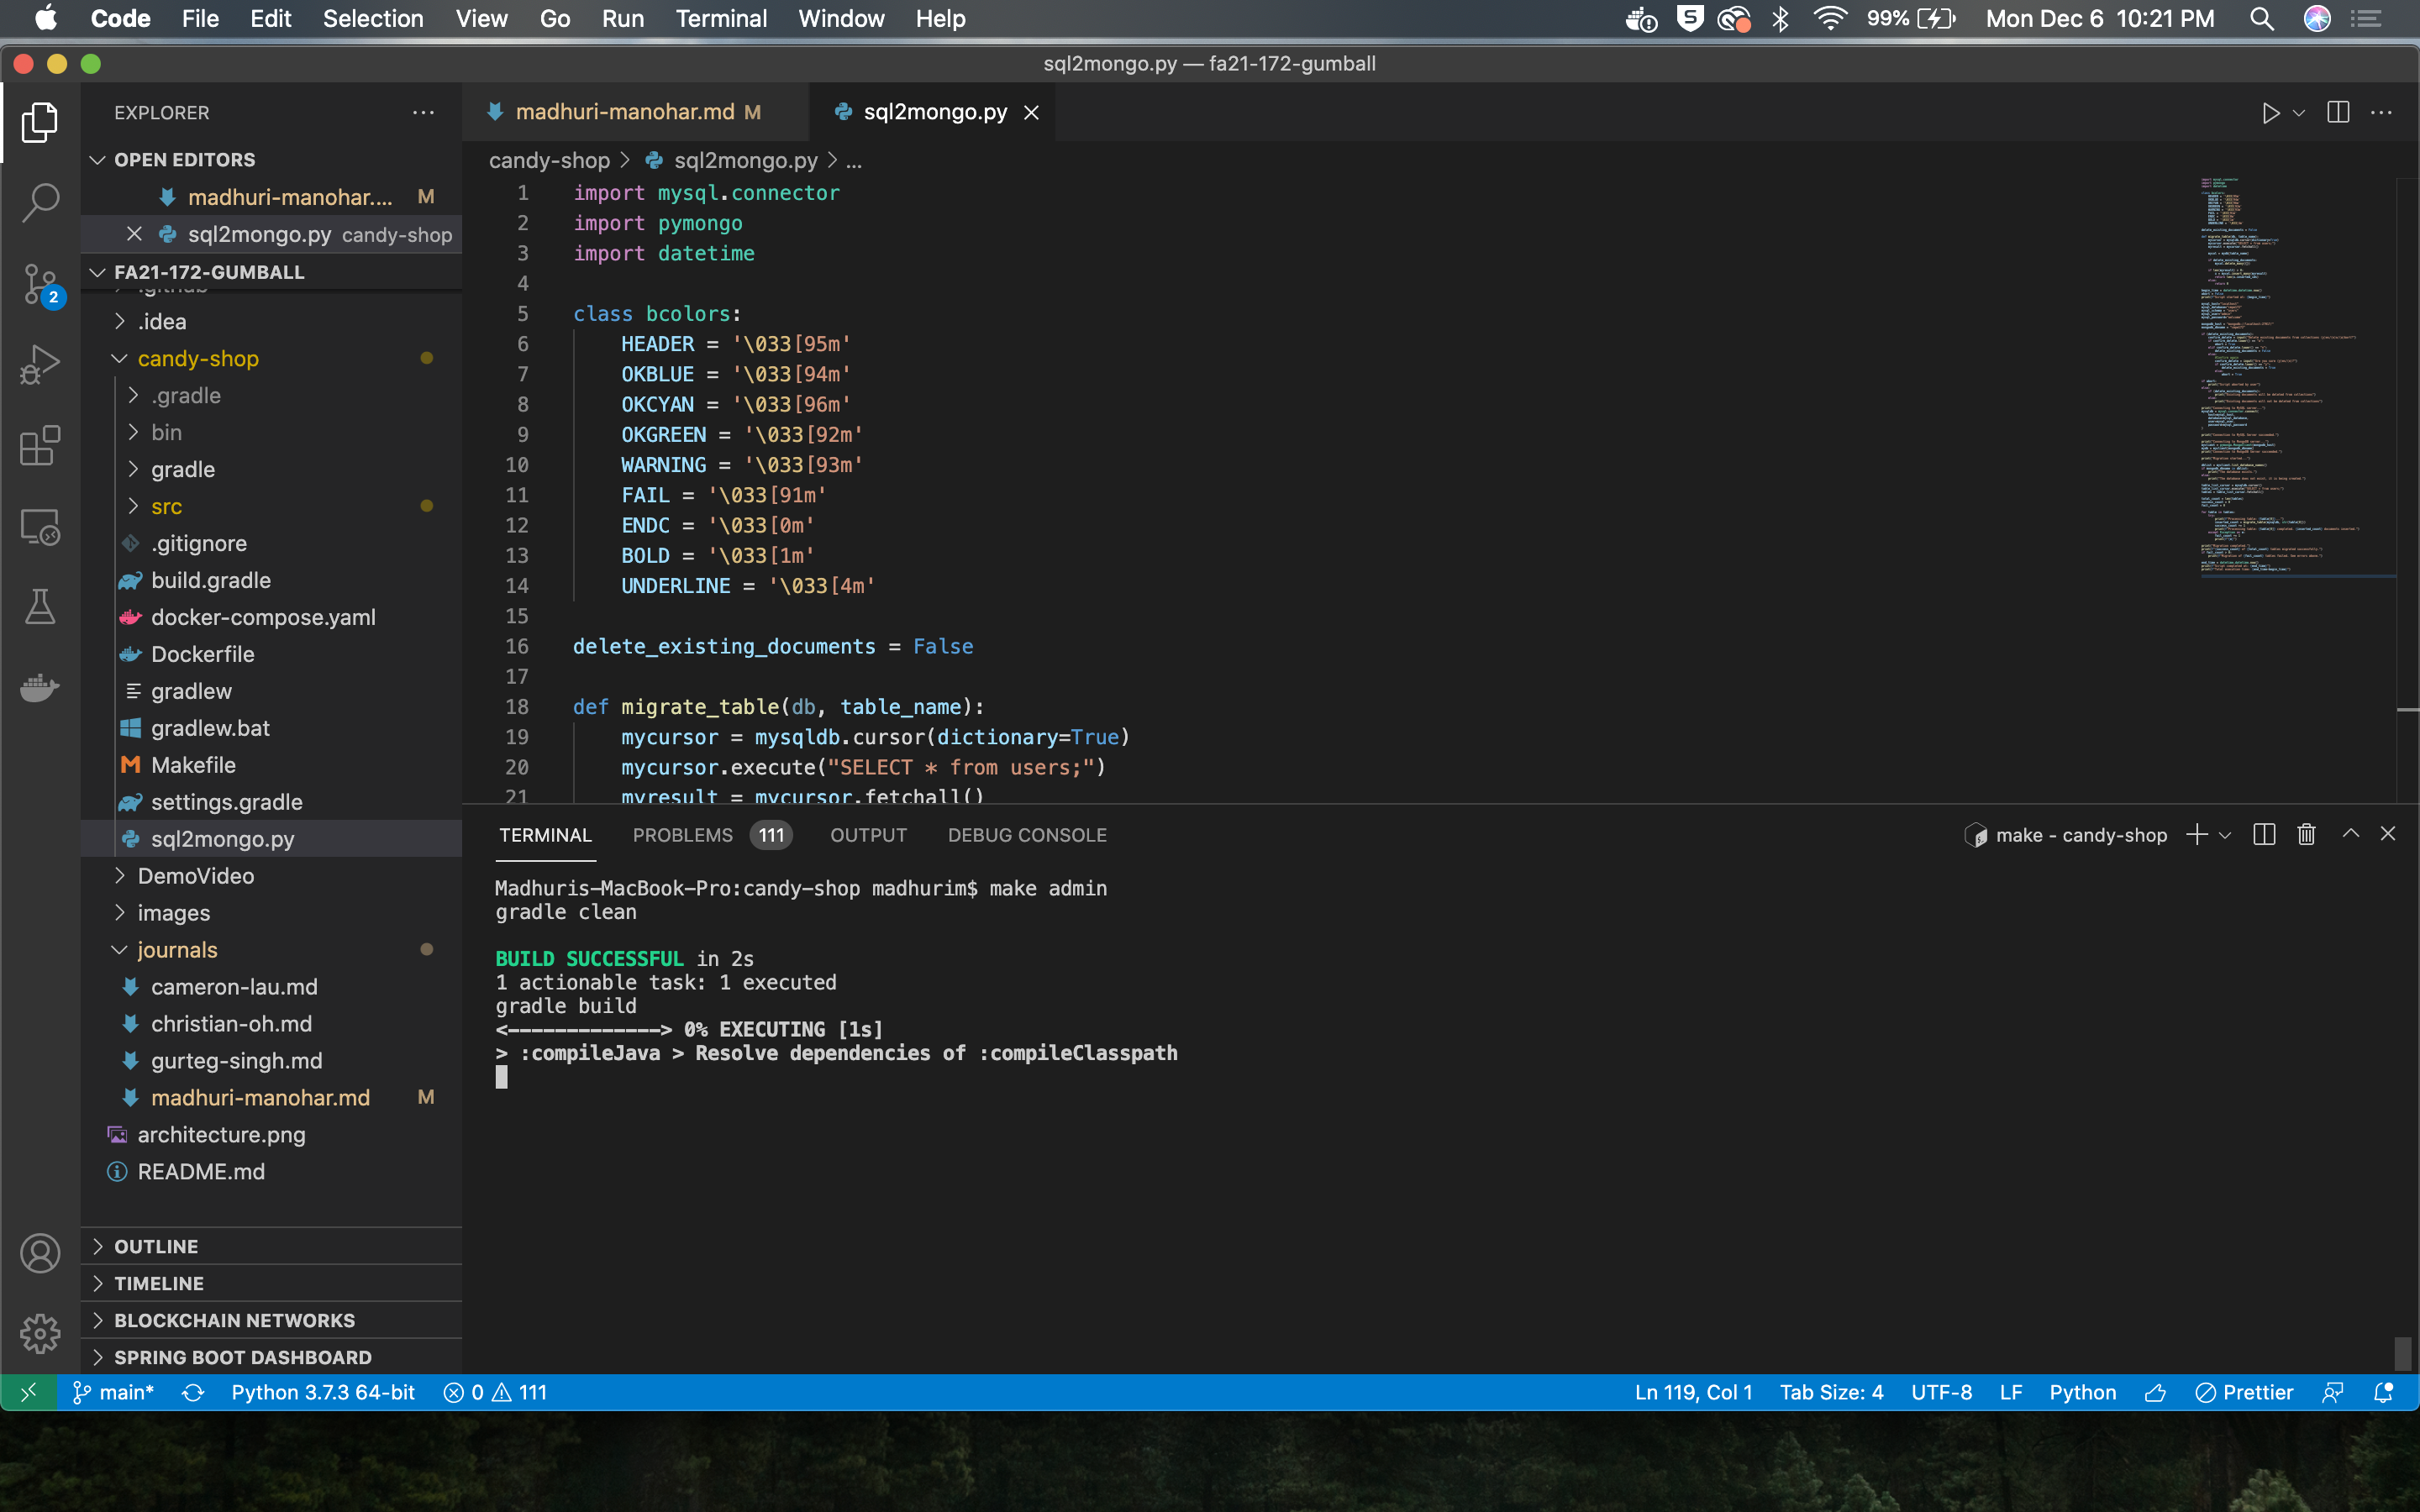 Code File Edit Selection View Go Run Terminal Window Help 99% Mon Dec 6 10:21 PM
sql2mongo.py — fa21-172-gumball
EXPLORER
OPEN EDITORS
madhuri-manohar.... M
sql2mongo.py candy-shop
FA21-172-GUMBALL
.github
.idea
candy-shop
.gradle
bin
gradle
src
.gitignore
build.gradle
docker-compose.yaml
Dockerfile
gradlew
gradlew.bat
Makefile
settings.gradle
sql2mongo.py
DemoVideo
images
journals
cameron-lau.md
christian-oh.md
gurteg-singh.md
madhuri-manohar.md M
architecture.png
README.md
OUTLINE
TIMELINE
BLOCKCHAIN NETWORKS
SPRING BOOT DASHBOARD
2
madhuri-manohar.md M sql2mongo.py
candy-shop > sql2mongo.py > ...
1 import mysql.connector
2 import pymongo
3 import datetime
4
5 class bcolors:
6 HEADER = '\033[95m'
7 OKBLUE = '\033[94m'
8 OKCYAN = '\033[96m'
9 OKGREEN = '\033[92m'
10 WARNING = '\033[93m'
11 FAIL = '\033[91m'
12 ENDC = '\033[0m'
13 BOLD = '\033[1m'
14 UNDERLINE = '\033[4m'
15
16 delete_existing_documents = False
17
18 def migrate_table(db, table_name):
19 mycursor = mysqldb.cursor(dictionary=True)
20 mycursor.execute("SELECT * from users;")
21 myresult = mycursor.fetchall()
TERMINAL PROBLEMS 111 OUTPUT DEBUG CONSOLE make - candy-shop
Madhuris-MacBook-Pro:candy-shop madhurim$ make admin
gradle clean
BUILD SUCCESSFUL in 2s
1 actionable task: 1 executed
gradle build
<-------------> 0% EXECUTING [1s]
> :compileJava > Resolve dependencies of :compileClasspath
main* Python 3.7.3 64-bit 0 111 Ln 119, Col 1 Tab Size: 4 UTF-8 LF Python Prettier